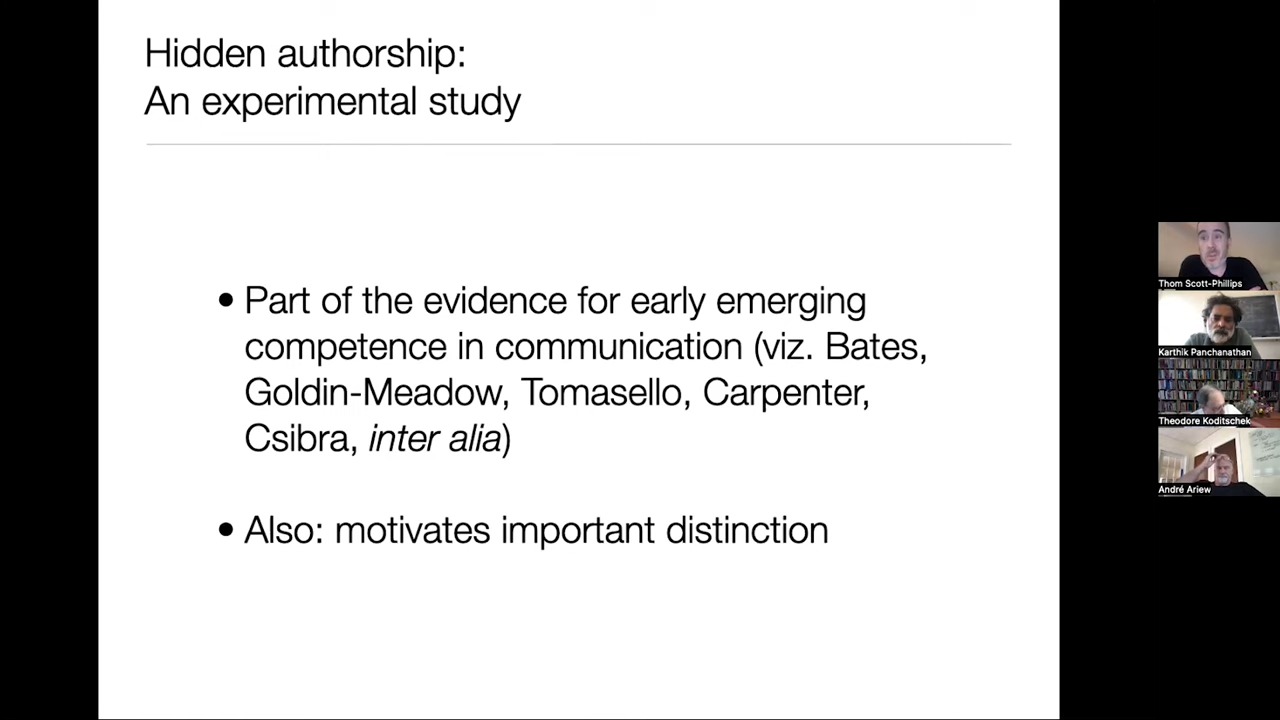 Hidden authorship:
An experimental study
• Part of the evidence for early emerging
competence in communication (viz. Bates,
Goldin-Meadow, Tomasello, Carpenter,
Csibra, inter alia)
• Also: motivates important distinction
Thom Scott-Phillips
Karthik Panchanathan
Theodore Koditschek
André Ariew